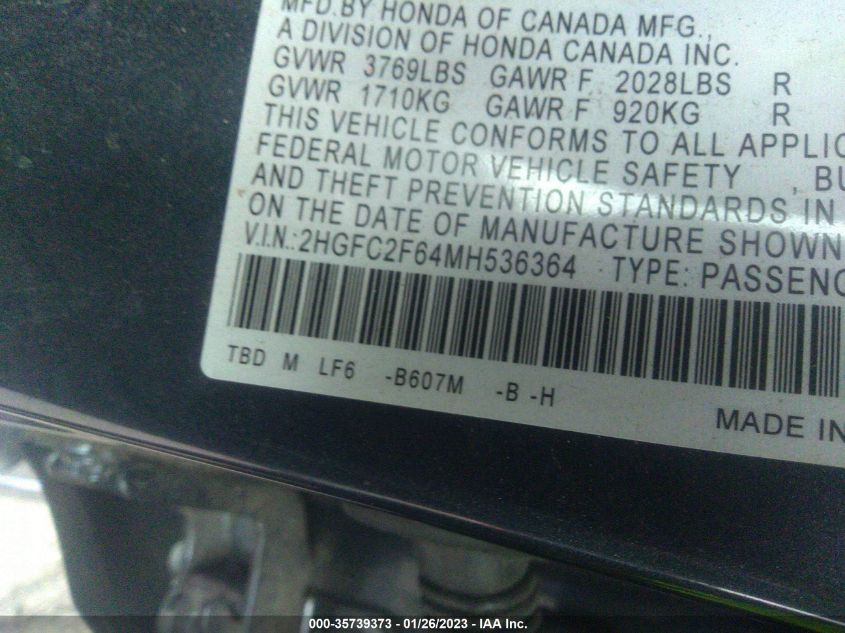 MFD.BY HONDA OF CANADA MFG.,
A DIVISION OF HONDA CANADA INC.
GVWR 3769LBS GAWR F 2028LBS R
GVWR 1710KG GAWR F 920KG R
THIS VEHICLE CONFORMS TO ALL APPLIC
FEDERAL MOTOR VEHICLE SAFETY , BU
AND THEFT PREVENTION STANDARDS IN
ON THE DATE OF MANUFACTURE SHOWN
V.I.N.:2HGFC2F64MH536364 TYPE: PASSENG
TBD M LF6 -B607M -B -H
MADE IN
000-35739373 - 01/26/2023 - IAA Inc.